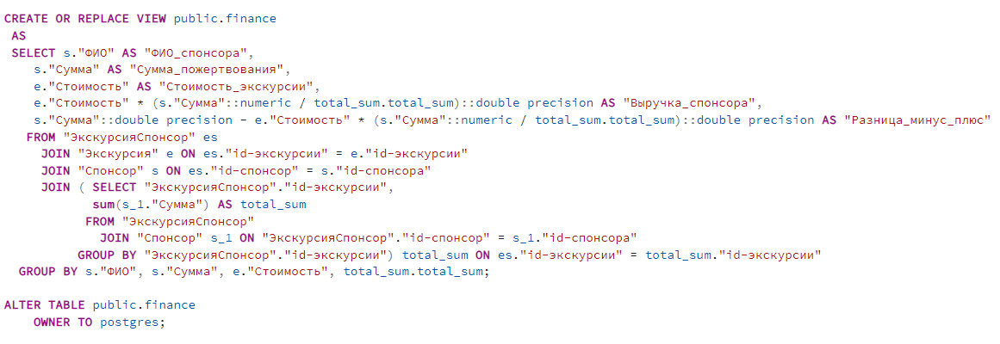 CREATE OR REPLACE VIEW public.finance
AS
SELECT s."ФИО" AS "ФИО_спонсора",
s."Сумма" AS "Сумма_пожертвования",
e."Стоимость" AS "Стоимость_экскурсии",
e."Стоимость" * (s."Сумма"::numeric / total_sum.total_sum)::double precision AS "Выручка_спонсора",
s."Сумма"::double precision - e."Стоимость" * (s."Сумма"::numeric / total_sum.total_sum)::double precision AS "Разница_минус_плюс"
FROM "ЭкскурсияСпонсор" es
JOIN "Экскурсия" e ON es."id-экскурсии" = e."id-экскурсии"
JOIN "Спонсор" s ON es."id-спонсор" = s."id-спонсора"
JOIN ( SELECT "ЭкскурсияСпонсор"."id-экскурсии",
sum(s_1."Сумма") AS total_sum
FROM "ЭкскурсияСпонсор"
JOIN "Спонсор" s_1 ON "ЭкскурсияСпонсор"."id-спонсор" = s_1."id-спонсора"
GROUP BY "ЭкскурсияСпонсор"."id-экскурсии") total_sum ON es."id-экскурсии" = total_sum."id-экскурсии"
GROUP BY s."ФИО", s."Сумма", e."Стоимость", total_sum.total_sum;
ALTER TABLE public.finance
OWNER TO postgres;